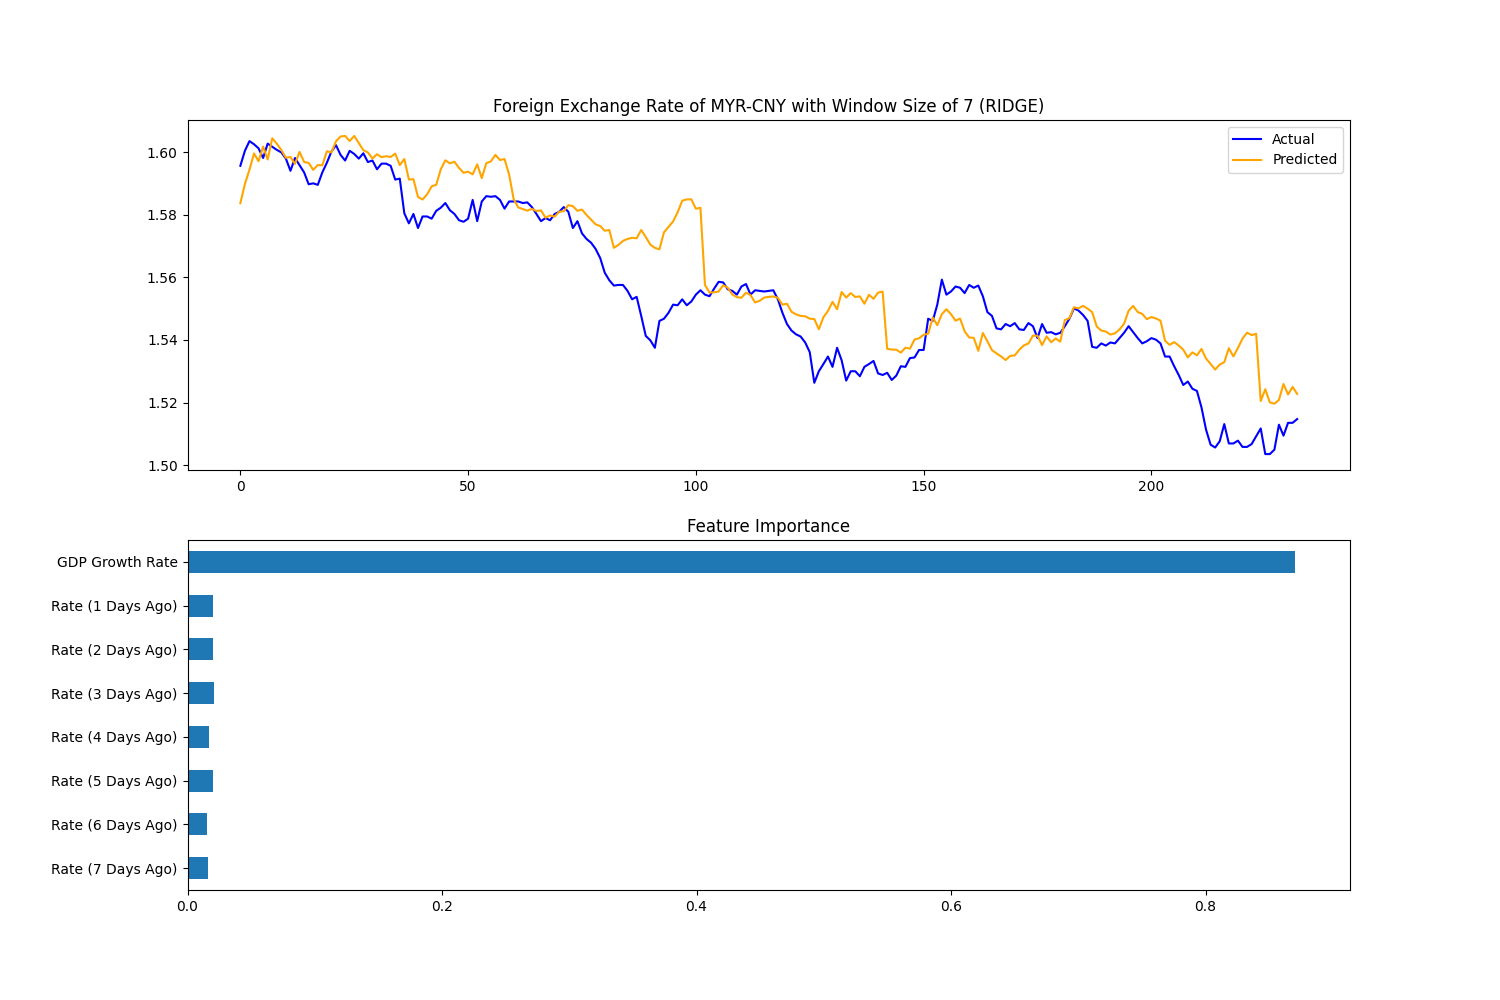 Foreign Exchange Rate of MYR-CNY with Window Size of 7 (RIDGE)
Actual
Predicted
1.60
1.58
1.56
1.54
1.52
1.50
0 50 100 150 200
Feature Importance
GDP Growth Rate
Rate (1 Days Ago)
Rate (2 Days Ago)
Rate (3 Days Ago)
Rate (4 Days Ago)
Rate (5 Days Ago)
Rate (6 Days Ago)
Rate (7 Days Ago)
0.0 0.2 0.4 0.6 0.8